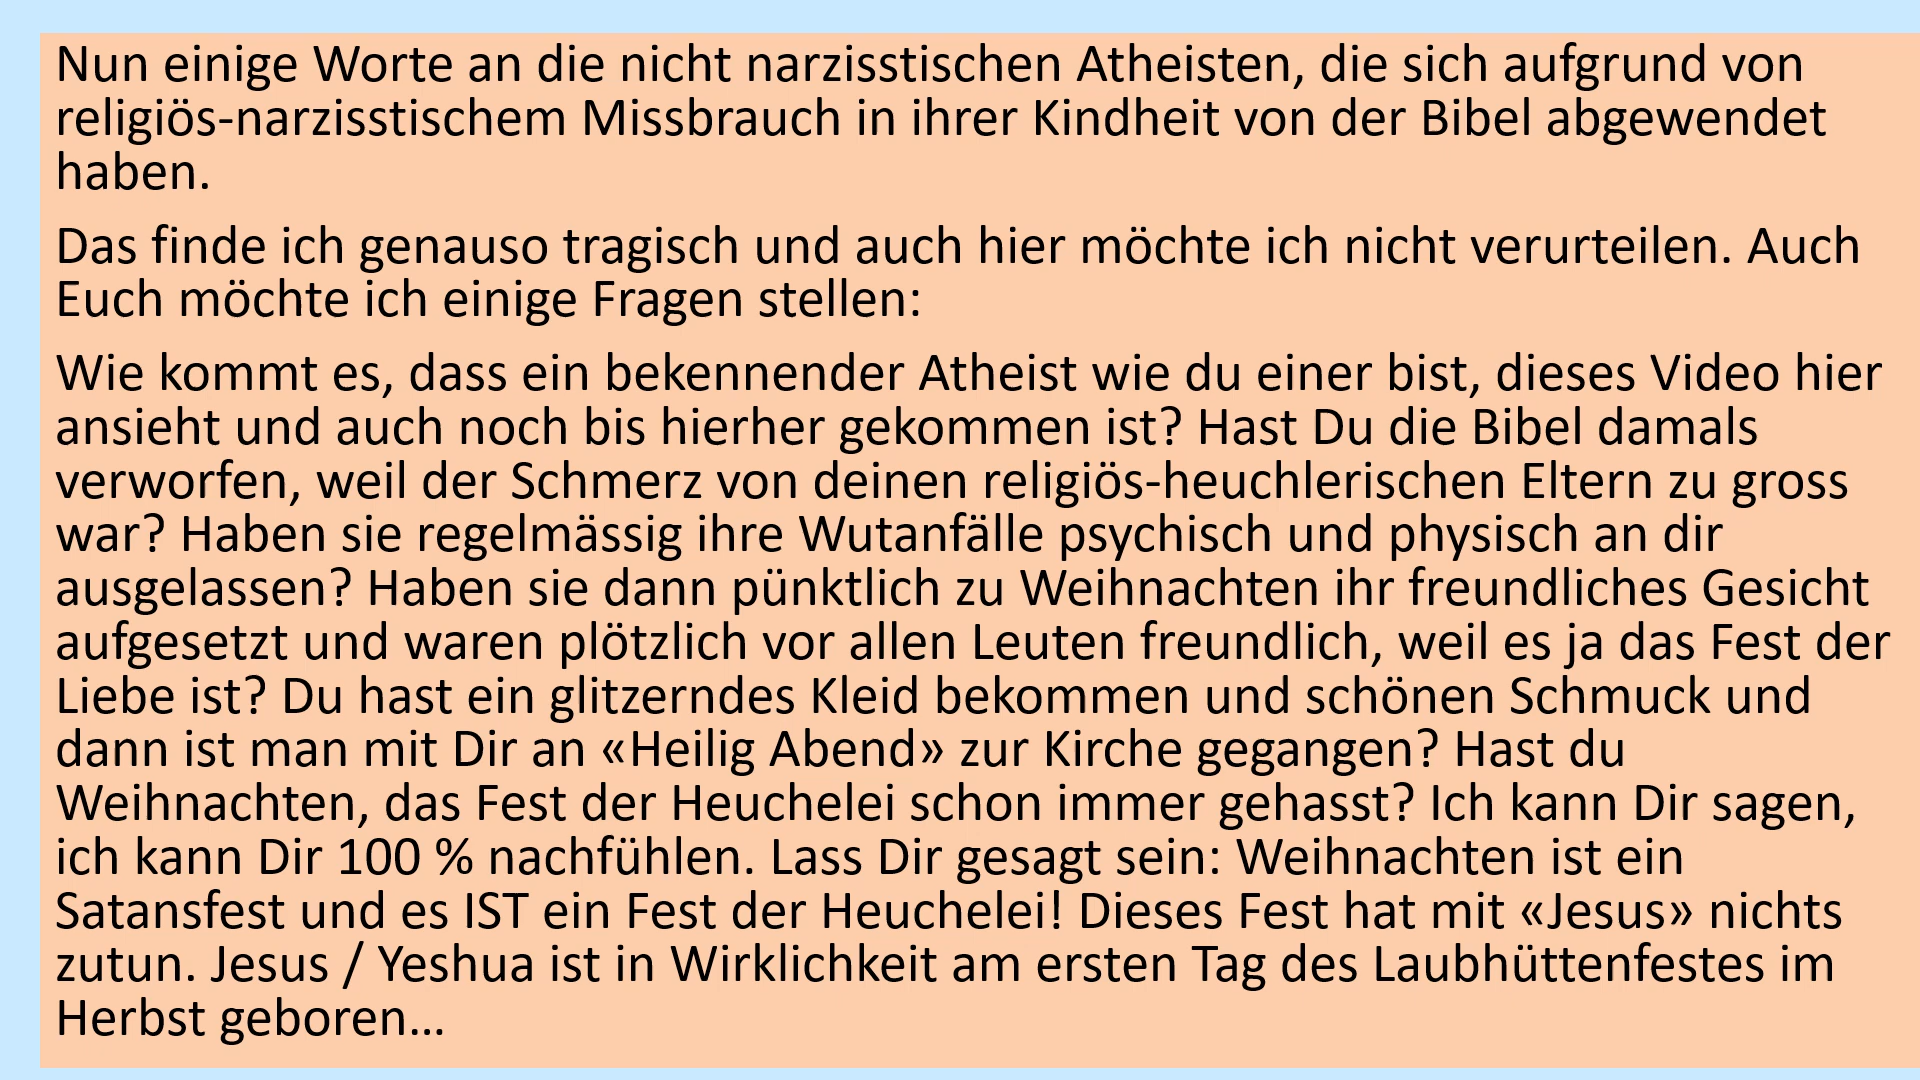 Nun einige Worte an die nicht narzisstischen Atheisten, die sich aufgrund von
religiös-narzisstischem Missbrauch in ihrer Kindheit von der Bibel abgewendet
haben.
Das finde ich genauso tragisch und auch hier möchte ich nicht verurteilen. Auch
Euch möchte ich einige Fragen stellen:
Wie kommt es, dass ein bekennender Atheist wie du einer bist, dieses Video hier
ansieht und auch noch bis hierher gekommen ist? Hast Du die Bibel damals
verworfen, weil der Schmerz von deinen religiös-heuchlerischen Eltern zu gross
war? Haben sie regelmässig ihre Wutanfälle psychisch und physisch an dir
ausgelassen? Haben sie dann pünktlich zu Weihnachten ihr freundliches Gesicht
aufgesetzt und waren plötzlich vor allen Leuten freundlich, weil es ja das Fest der
Liebe ist? Du hast ein glitzerndes Kleid bekommen und schönen Schmuck und
dann ist man mit Dir an «Heilig Abend» zur Kirche gegangen? Hast du
Weihnachten, das Fest der Heuchelei schon immer gehasst? Ich kann Dir sagen,
ich kann Dir 100 % nachfühlen. Lass Dir gesagt sein: Weihnachten ist ein
Satansfest und es IST ein Fest der Heuchelei! Dieses Fest hat mit «Jesus» nichts
zutun. Jesus / Yeshua ist in Wirklichkeit am ersten Tag des Laubhüttenfestes im
Herbst geboren…